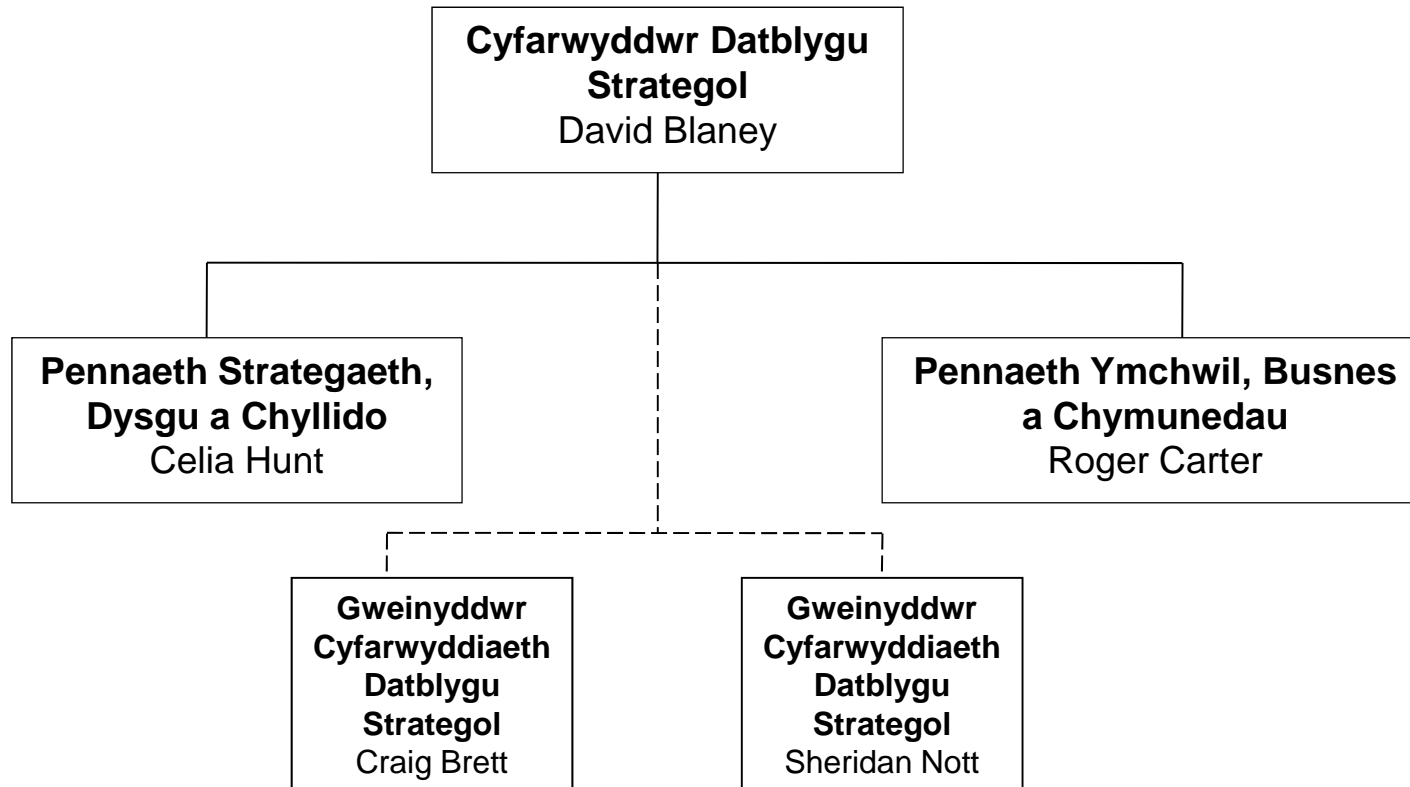 Cyfarwyddwr Datblygu
Strategol
David Blaney
Pennaeth Strategaeth,
Dysgu a Chyllido
Celia Hunt
Pennaeth Ymchwil, Busnes
a Chymunedau
Roger Carter
Gweinyddwr
Cyfarwyddiaeth
Datblygu
Strategol
Craig Brett
Gweinyddwr
Cyfarwyddiaeth
Datblygu
Strategol
Sheridan Nott